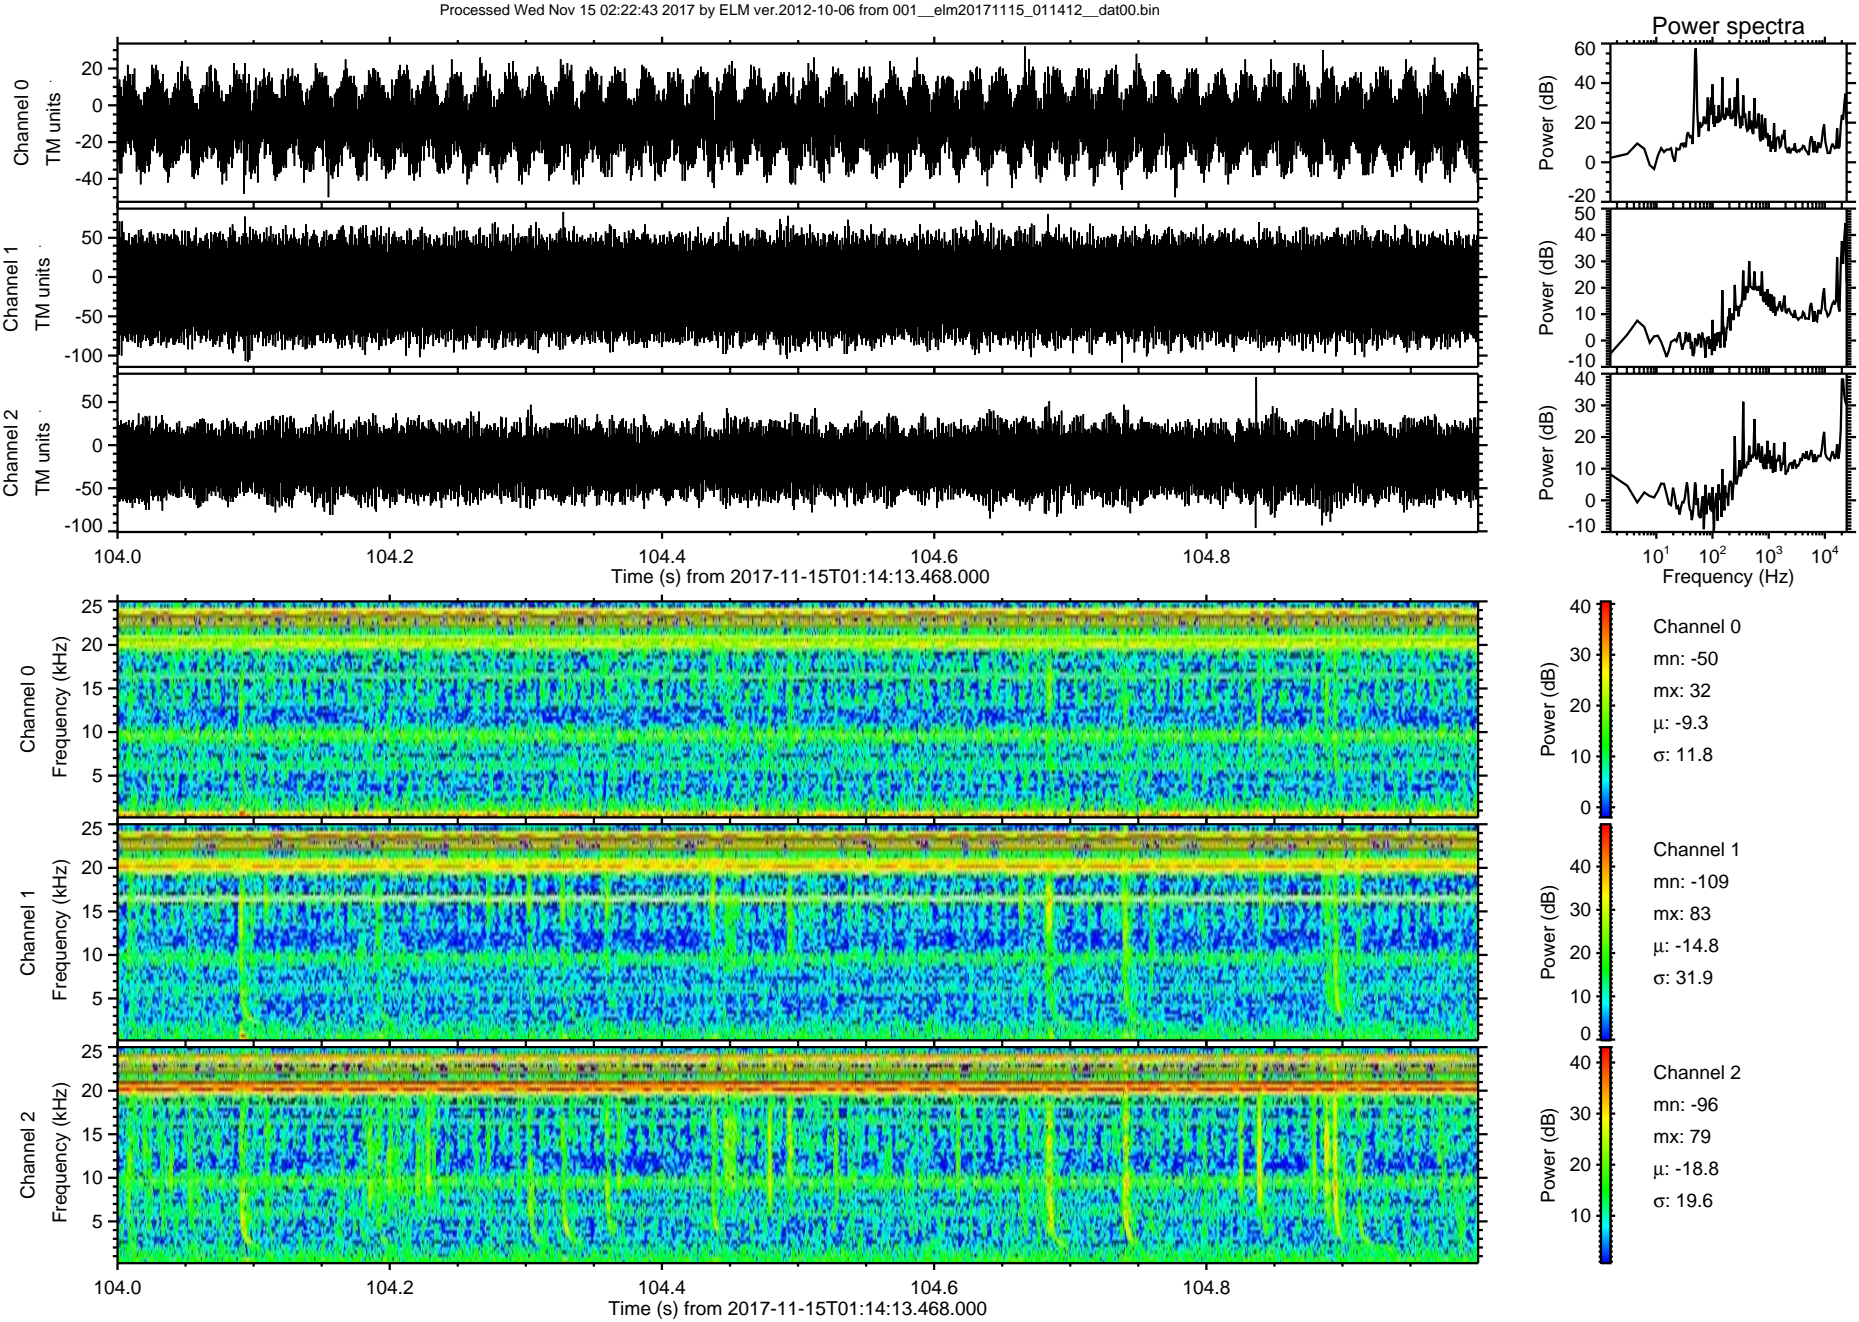 Processed Wed Nov 15 02:22:43 2017 by ELM ver.2012-10-06 from 001__elm20171115_011412__dat00.bin
Power spectra
Channel 0
TM units
20
0
-20
-40
Power (dB)
60
40
20
0
-20
Channel 1
TM units
50
0
-50
-100
Power (dB)
50
40
30
20
10
0
-10
Channel 2
TM units
50
0
-50
-100
Power (dB)
40
30
20
10
0
-10
104.0 104.2 104.4 104.6 104.8
Time (s) from 2017-11-15T01:14:13.468.000
10^1 10^2 10^3 10^4
Frequency (Hz)
Channel 0
Frequency (kHz)
25
20
15
10
5
Power (dB)
40
30
20
10
0
Channel 0
mn: -50
mx: 32
μ: -9.3
σ: 11.8
Channel 1
Frequency (kHz)
25
20
15
10
5
Power (dB)
40
30
20
10
0
Channel 1
mn: -109
mx: 83
μ: -14.8
σ: 31.9
Channel 2
Frequency (kHz)
25
20
15
10
5
Power (dB)
40
30
20
10
Channel 2
mn: -96
mx: 79
μ: -18.8
σ: 19.6
104.0 104.2 104.4 104.6 104.8
Time (s) from 2017-11-15T01:14:13.468.000